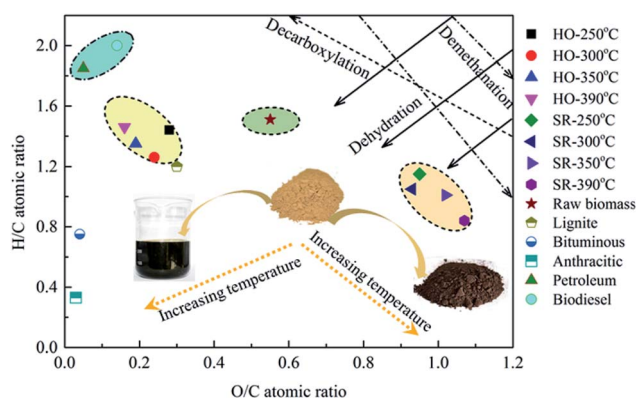 2.0
1.6
1.2
0.8
0.4
0.0
H/C atomic ratio
0.0 0.2 0.4 0.6 0.8 1.0 1.2
O/C atomic ratio
Decarboxylation
Demethanation
Dehydration
Increasing temperature
Increasing temperature
HO-250°C
HO-300°C
HO-350°C
HO-390°C
SR-250°C
SR-300°C
SR-350°C
SR-390°C
Raw biomass
Lignite
Bituminous
Anthracitic
Petroleum
Biodiesel